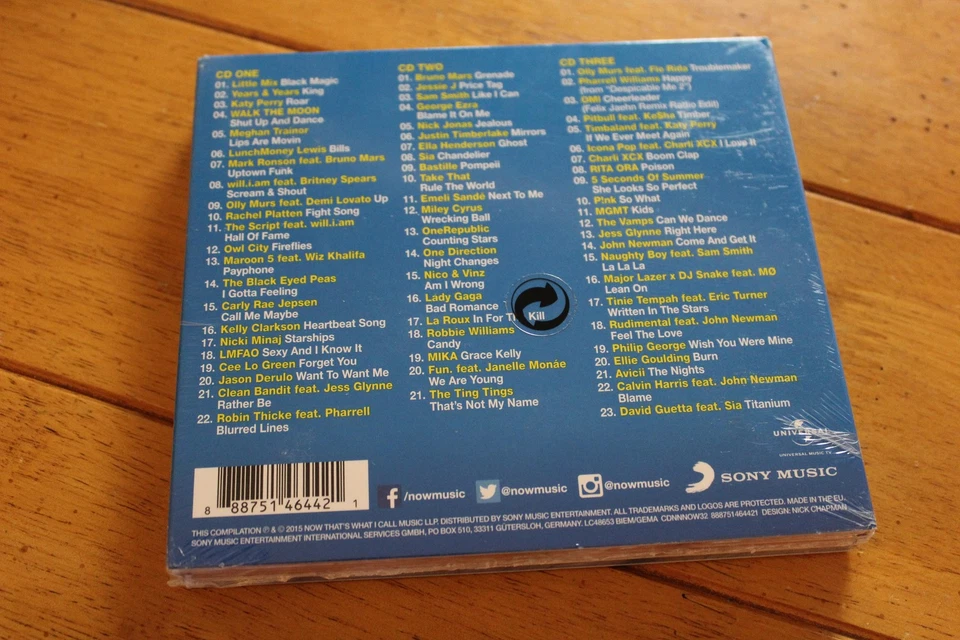 CD ONE
01. Little Mix Black Magic
02. Years & Years King
03. Katy Perry Roar
04. WALK THE MOON
Shut Up And Dance
05. Meghan Trainor
Lips Are Movin
06. LunchMoney Lewis Bills
07. Mark Ronson feat. Bruno Mars
Uptown Funk
08. will.i.am feat. Britney Spears
Scream & Shout
09. Olly Murs feat. Demi Lovato Up
10. Rachel Platten Fight Song
11. The Script feat. will.i.am
Hall Of Fame
12. Owl City Fireflies
13. Maroon 5 feat. Wiz Khalifa
Payphone
14. The Black Eyed Peas
I Gotta Feeling
15. Carly Rae Jepsen
Call Me Maybe
16. Kelly Clarkson Heartbeat Song
17. Nicki Minaj Starships
18. LMFAO Sexy And I Know It
19. Cee Lo Green Forget You
20. Jason Derulo Want To Want Me
21. Clean Bandit feat. Jess Glynne
Rather Be
22. Robin Thicke feat. Pharrell
Blurred Lines
CD TWO
01. Bruno Mars Grenade
02. Jessie J Price Tag
03. Sam Smith Like I Can
04. George Ezra
Blame It On Me
05. Nick Jonas Jealous
06. Justin Timberlake Mirrors
07. Ella Henderson Ghost
08. Sia Chandelier
09. Bastille Pompeii
10. Take That
Rule The World
11. Emeli Sandé Next To Me
12. Miley Cyrus
Wrecking Ball
13. OneRepublic
Counting Stars
14. One Direction
Night Changes
15. Nico & Vinz
Am I Wrong
16. Lady Gaga
Bad Romance
17. La Roux In For Th Kill
18. Robbie Williams
Candy
19. MIKA Grace Kelly
20. Fun. feat. Janelle Monáe
We Are Young
21. The Ting Tings
That's Not My Name
CD THREE
01. Olly Murs feat. Flo Rida Troublemaker
02. Pharrell Williams Happy
(from "Despicable Me 2")
03. OMI Cheerleader
(Felix Jaehn Remix Radio Edit)
04. Pitbull feat. Ke$ha Timber
05. Timbaland feat. Katy Perry
If We Ever Meet Again
06. Icona Pop feat. Charli XCX I Love It
07. Charli XCX Boom Clap
08. RITA ORA Poison
09. 5 Seconds Of Summer
She Looks So Perfect
10. P!nk So What
11. MGMT Kids
12. The Vamps Can We Dance
13. Jess Glynne Right Here
14. John Newman Come And Get It
15. Naughty Boy feat. Sam Smith
La La La
16. Major Lazer x DJ Snake feat. MØ
Lean On
17. Tinie Tempah feat. Eric Turner
Written In The Stars
18. Rudimental feat. John Newman
Feel The Love
19. Philip George Wish You Were Mine
20. Ellie Goulding Burn
21. Avicii The Nights
22. Calvin Harris feat. John Newman
Blame
23. David Guetta feat. Sia Titanium
UNIVERSAL
UNIVERSAL MUSIC TV
8 88751 46442 1
/nowmusic
@nowmusic
@nowmusic
SONY MUSIC
THIS COMPILATION ℗ & © 2015 NOW THAT'S WHAT I CALL MUSIC LLP. DISTRIBUTED BY SONY MUSIC ENTERTAINMENT. ALL TRADEMARKS AND LOGOS ARE PROTECTED. MADE IN THE EU.
SONY MUSIC ENTERTAINMENT INTERNATIONAL SERVICES GMBH, PO BOX 510, 33311 GÜTERSLOH, GERMANY. LC48653 BIEM/GEMA CDNNNOW32 888751464421 DESIGN: NICK CHAPMAN